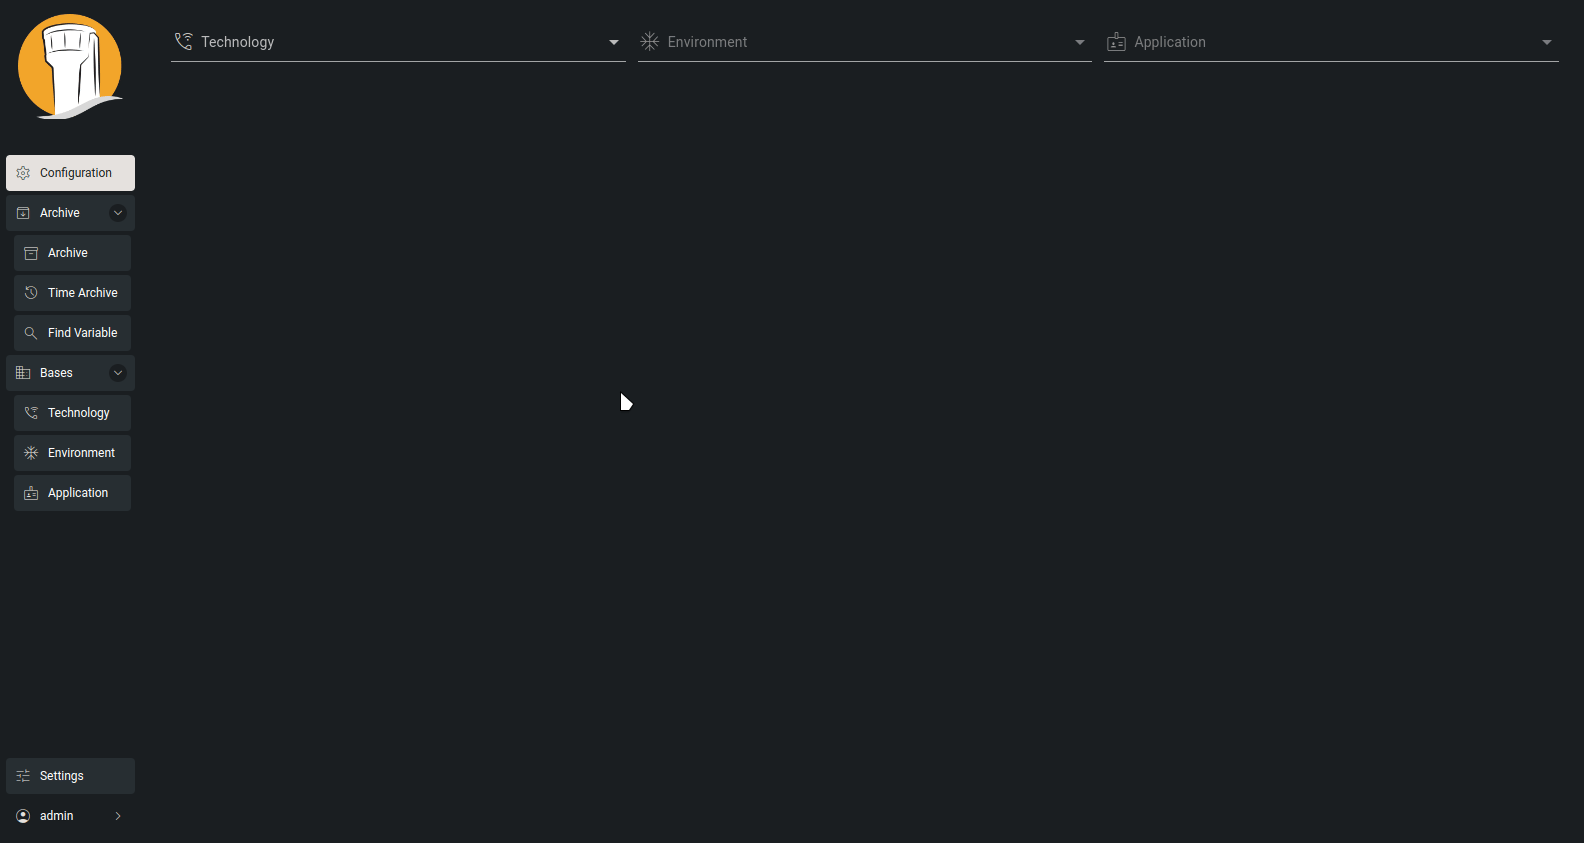 Technology
Environment
Application
Configuration
Archive
Archive
Time Archive
Find Variable
Bases
Technology
Environment
Application
Settings
admin